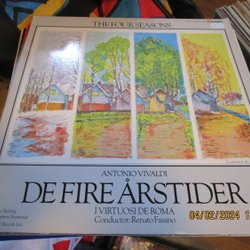 THE FOUR SEASONS
ANTONIO VIVALDI
DE FIRE ÅRSTIDER
I VIRTUOSI DE ROMA
Conductor: Renato Fasano
04/02/2024